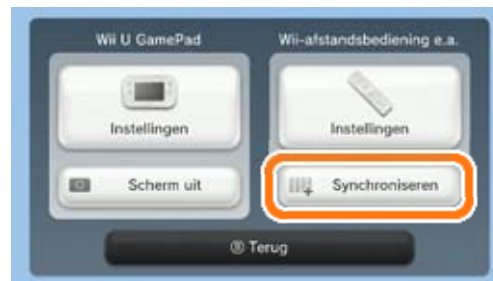 Wii U GamePad
Wii-afstandsbediening e.a.
Instellingen
Instellingen
Scherm uit
Synchroniseren
Ⓑ Terug